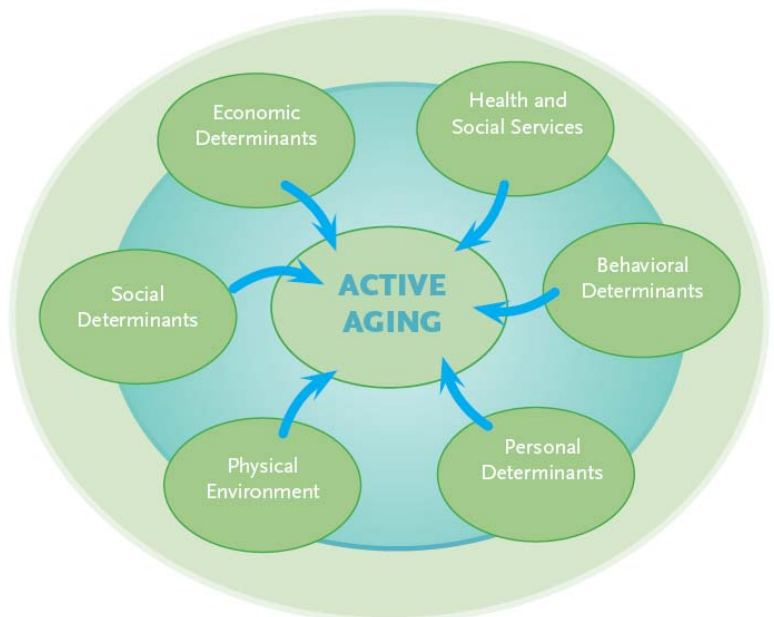 Economic
Determinants
Health and
Social Services
Social
Determinants
ACTIVE
AGING
Behavioral
Determinants
Physical
Environment
Personal
Determinants